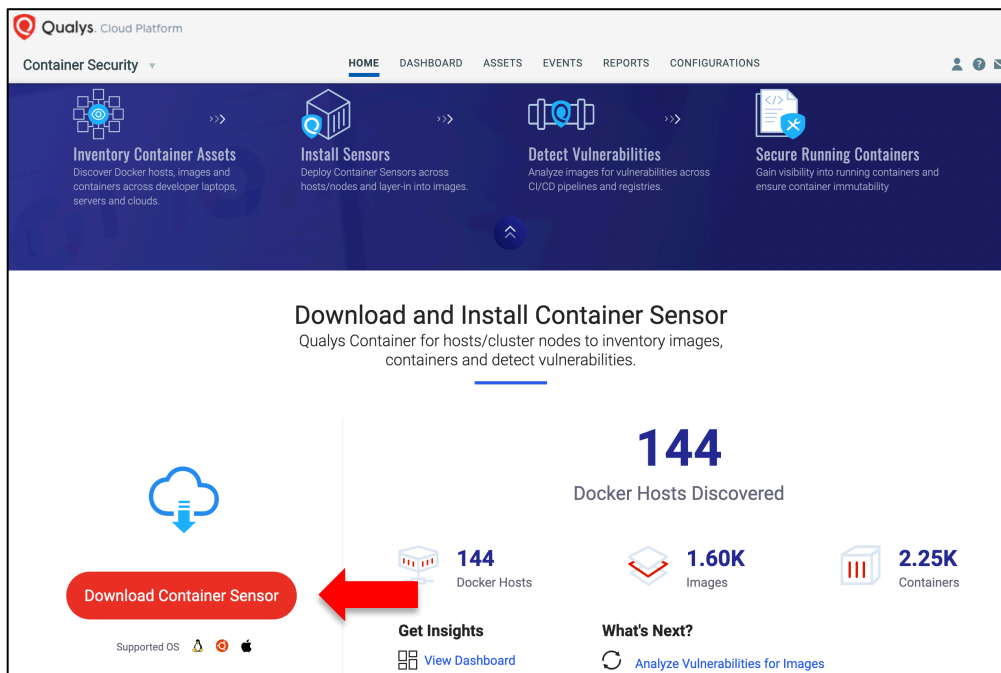 Qualys. Cloud Platform
Container Security
HOME DASHBOARD ASSETS EVENTS REPORTS CONFIGURATIONS
Inventory Container Assets
Discover Docker hosts, images and
containers across developer laptops,
servers and clouds.
Install Sensors
Deploy Container Sensors across
hosts/nodes and layer-in into images.
Detect Vulnerabilities
Analyze images for vulnerabilities across
CI/CD pipelines and registries.
Secure Running Containers
Gain visibility into running containers and
ensure container immutability
Download and Install Container Sensor
Qualys Container for hosts/cluster nodes to inventory images,
containers and detect vulnerabilities.
Download Container Sensor
Supported OS
144
Docker Hosts Discovered
144
Docker Hosts
1.60K
Images
2.25K
Containers
Get Insights
View Dashboard
What's Next?
Analyze Vulnerabilities for Images